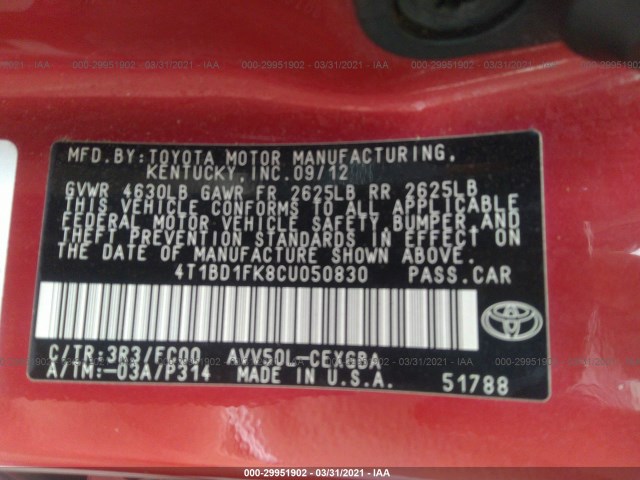 000-29951902 - 03/31/2021 - IAA
MFD.BY:TOYOTA MOTOR MANUFACTURING,
KENTUCKY,INC.09/12
GVWR 4630LB GAWR FR 2625LB RR 2625LB
THIS VEHICLE CONFORMS TO ALL APPLICABLE
FEDERAL MOTOR VEHICLE SAFETY,BUMPER,AND
THEFT PREVENTION STANDARDS IN EFFECT ON
THE DATE OF MANUFACTURE SHOWN ABOVE.
4T1BD1FK8CU050830 PASS.CAR
C/TR:3R3/FC00 AVV50L-CEXGBA
A/TM:-03A/P314 MADE IN U.S.A. 51788
TOYOTA
000-29951902 - 03/31/2021 - IAA